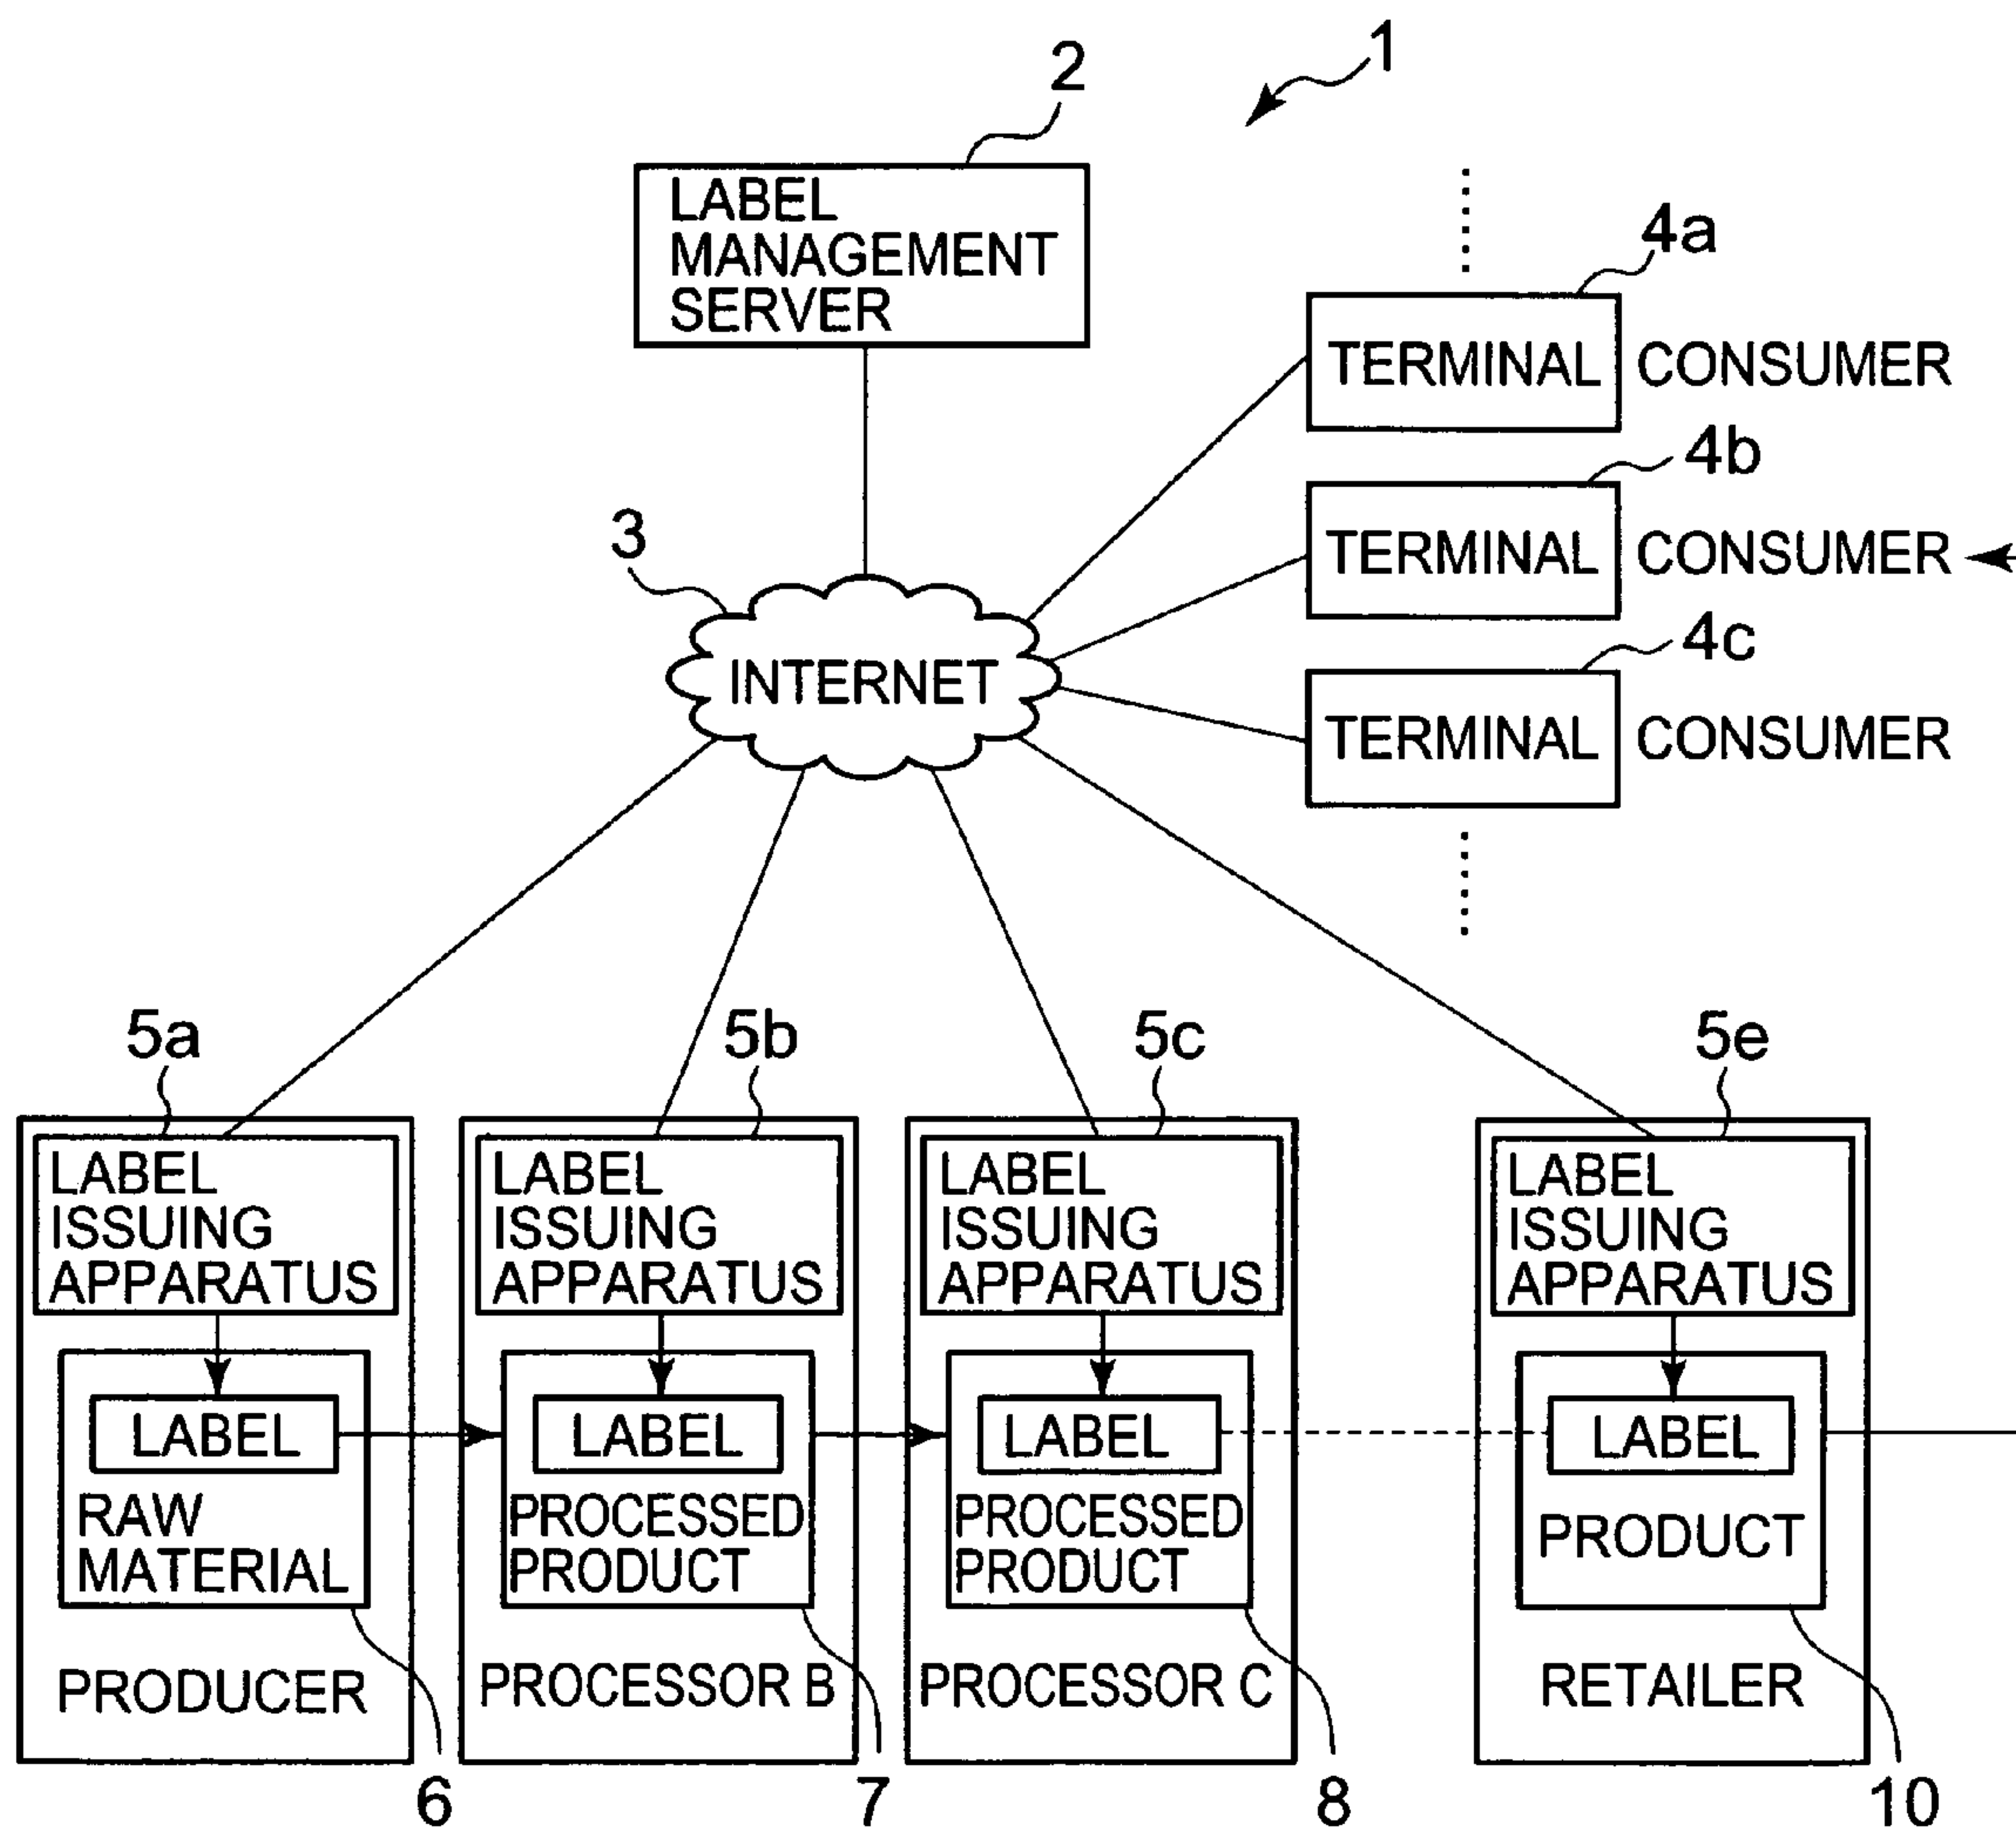 1
2
LABEL
MANAGEMENT
SERVER
4a
TERMINAL CONSUMER
4b
TERMINAL CONSUMER
3
INTERNET
4c
TERMINAL CONSUMER
5a 5b 5c 5e
LABEL
ISSUING
APPARATUS
LABEL
RAW
MATERIAL
PRODUCER
6
LABEL
ISSUING
APPARATUS
LABEL
PROCESSED
PRODUCT
PROCESSOR B
7
LABEL
ISSUING
APPARATUS
LABEL
PROCESSED
PRODUCT
PROCESSOR C
8
LABEL
ISSUING
APPARATUS
LABEL
PRODUCT
RETAILER
10